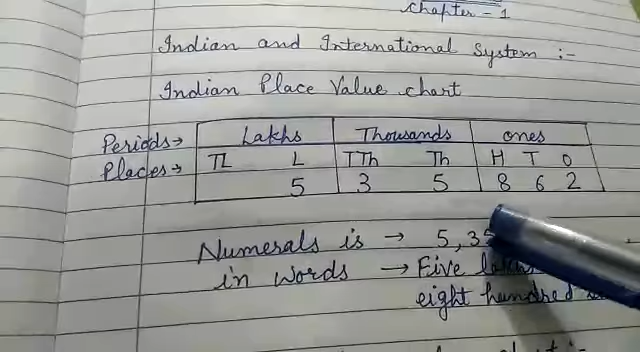 Chapter - 1
Indian and International System :-
Indian Place Value chart
Periods→ Lakhs Thousands ones
Places→ TL L TTh Th H T O
5 3 5 8 6 2
Numerals is → 5,35
in words → Five
eight hundred